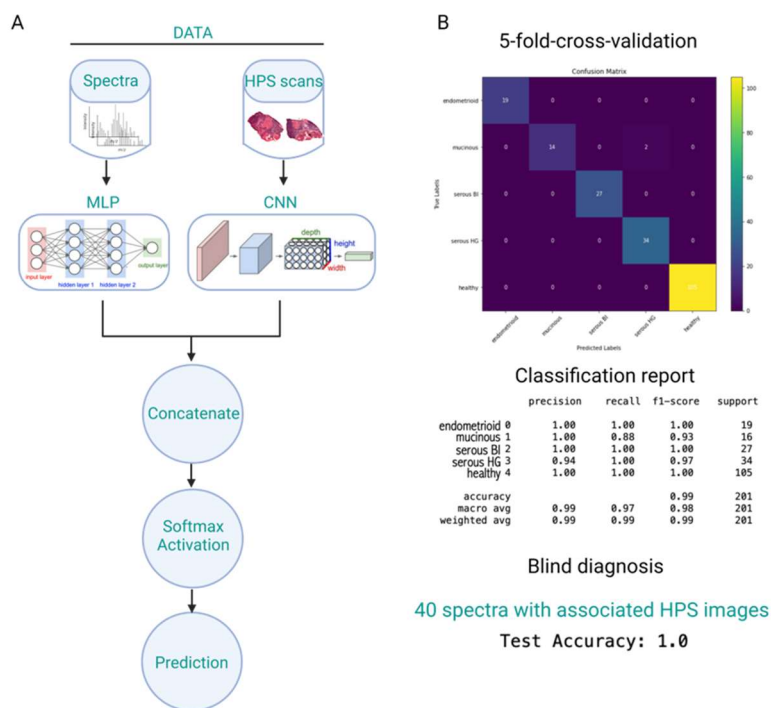 A
DATA
Spectra
HPS scans
MLP
CNN
input layer
hidden layer 1
hidden layer 2
output layer
depth
height
width
Concatenate
Softmax
Activation
Prediction
B
5-fold-cross-validation
Confusion Matrix
True Labels
endometrioid 19 0 0 0 0
mucinous 0 14 0 2 0
serous BI 0 0 27 0 0
serous HG 0 0 0 34 0
healthy 0 0 0 0
endometrioid mucinous serous BI serous HG healthy
Predicted Labels
100
80
60
40
20
0
Classification report
precision recall f1-score support
endometrioid 0 1.00 1.00 1.00 19
mucinous 1 1.00 0.88 0.93 16
serous BI 2 1.00 1.00 1.00 27
serous HG 3 0.94 1.00 0.97 34
healthy 4 1.00 1.00 1.00 105
accuracy 0.99 201
macro avg 0.99 0.97 0.98 201
weighted avg 0.99 0.99 0.99 201
Blind diagnosis
40 spectra with associated HPS images
Test Accuracy: 1.0